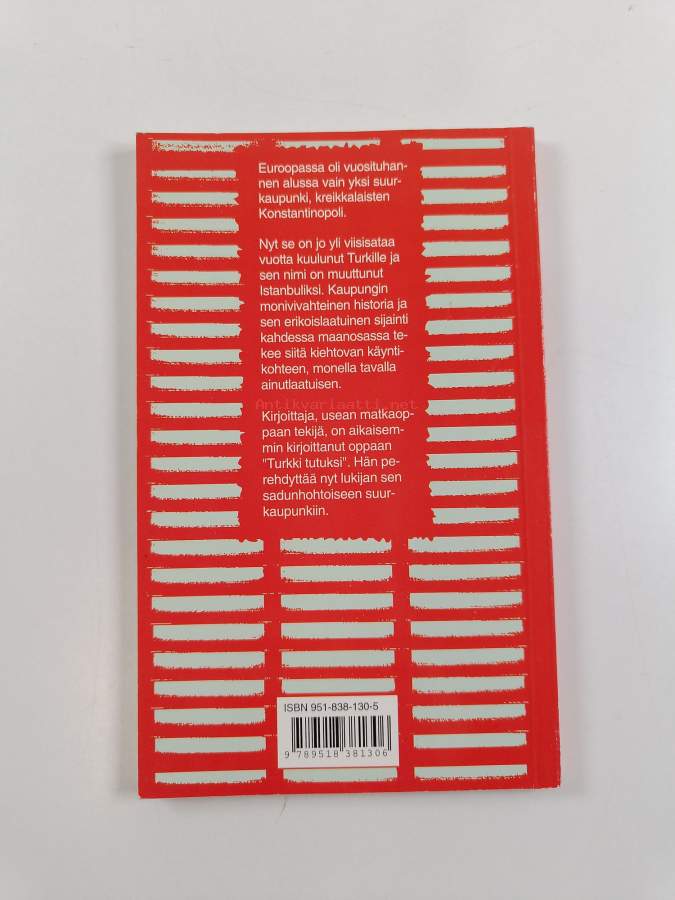 Euroopassa oli vuosituhan-
nen alussa vain yksi suur-
kaupunki, kreikkalaisten
Konstantinopoli.
Nyt se on jo yli viisisataa
vuotta kuulunut Turkille ja
sen nimi on muuttunut
Istanbuliksi. Kaupungin
monivivahteinen historia ja
sen erikoislaatuinen sijainti
kahdessa maanosassa te-
kee siitä kiehtovan käynti-
kohteen, monella tavalla
ainutlaatuisen.
Antikvariaatti.net
Kirjoittaja, usean matkaop-
paan tekijä, on aikaisem-
min kirjoittanut oppaan
"Turkki tutuksi". Hän pe-
rehdyttää nyt lukijan sen
sadunhohtoiseen suur-
kaupunkiin.
ISBN 951-838-130-5
9 789518 381306